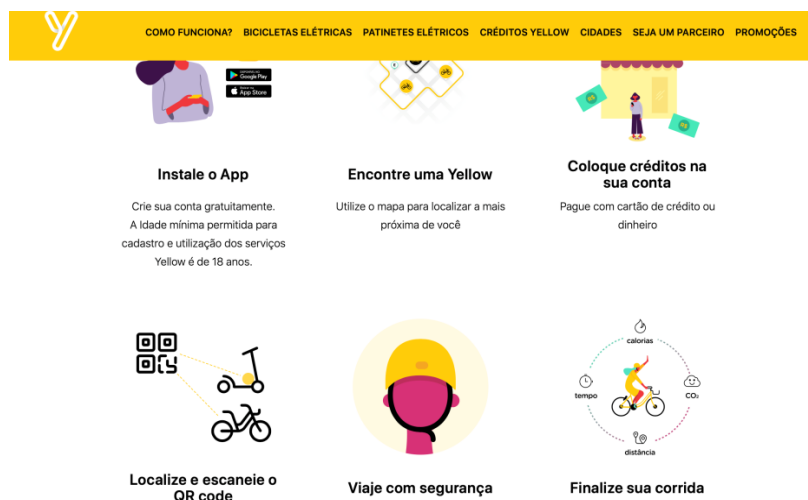 Y
COMO FUNCIONA? BICICLETAS ELÉTRICAS PATINETES ELÉTRICOS CRÉDITOS YELLOW CIDADES SEJA UM PARCEIRO PROMOÇÕES
Google Play
App Store
Instale o App
Crie sua conta gratuitamente.
A Idade mínima permitida para
cadastro e utilização dos serviços
Yellow é de 18 anos.
Encontre uma Yellow
Utilize o mapa para localizar a mais
próxima de você
Coloque créditos na
sua conta
Pague com cartão de crédito ou
dinheiro
Localize e escaneie o
QR code
Viaje com segurança
calorias
tempo
CO₂
distância
Finalize sua corrida